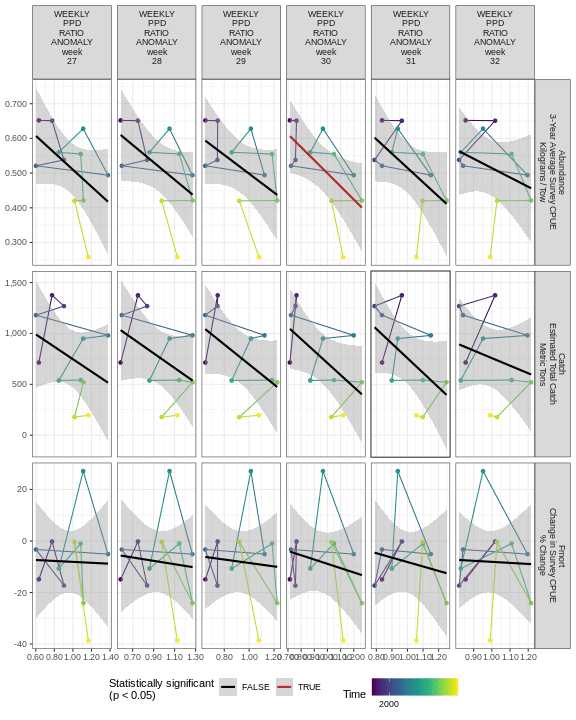 WEEKLY
PPD
RATIO
ANOMALY
week
27
WEEKLY
PPD
RATIO
ANOMALY
week
28
WEEKLY
PPD
RATIO
ANOMALY
week
29
WEEKLY
PPD
RATIO
ANOMALY
week
30
WEEKLY
PPD
RATIO
ANOMALY
week
31
WEEKLY
PPD
RATIO
ANOMALY
week
32
0.700
0.600
0.500
0.400
0.300
Abundance
3-Year Average Survey CPUE
Kilograms / Tow
1,500
1,000
500
0
Catch
Estimated Total Catch
Metric Tons
20
0
-20
-40
Fmort
Change in Survey CPUE
% Change
0.60 0.80 1.00 1.20 1.40
0.70 0.90 1.10 1.30
0.80 1.00 1.20
0.80 0.90 1.00 1.20
0.90 1.00 1.10 1.20
Statistically significant
(p < 0.05)
FALSE
TRUE
Time
2000